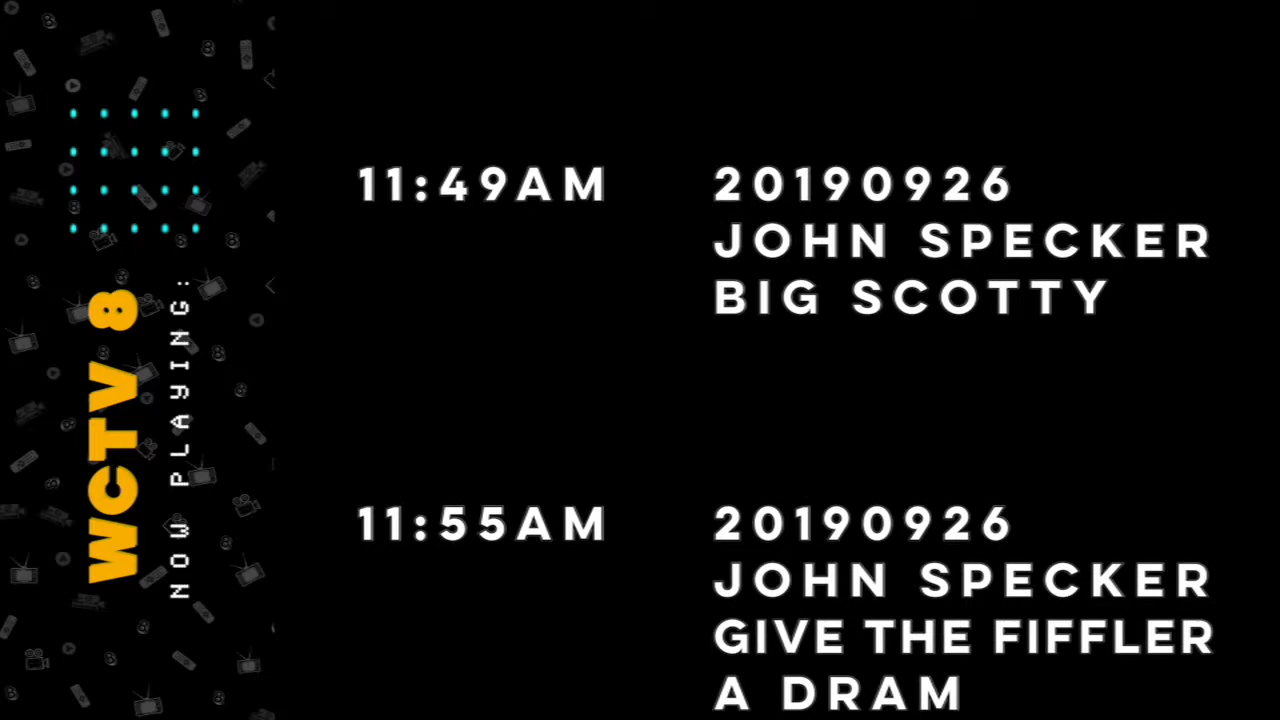 WCTV 8
NOW PLAYING:
11:49AM
20190926
JOHN SPECKER
BIG SCOTTY
11:55AM
20190926
JOHN SPECKER
GIVE THE FIFFLER
A DRAM